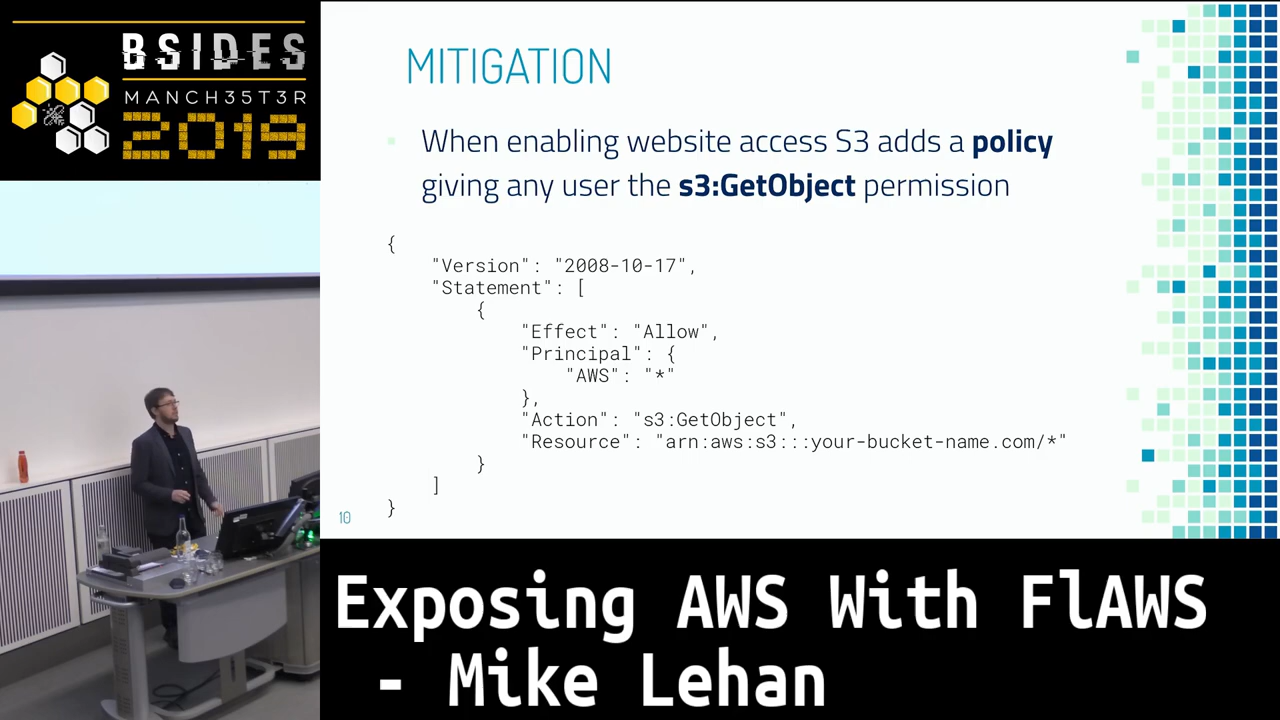 BSIDES
MANCH35T3R
2019
MITIGATION
When enabling website access S3 adds a policy
giving any user the s3:GetObject permission
{
"Version": "2008-10-17",
"Statement": [
{
"Effect": "Allow",
"Principal": {
"AWS": "*"
},
"Action": "s3:GetObject",
"Resource": "arn:aws:s3:::your-bucket-name.com/*"
}
]
}
10
Exposing AWS With FlAWS
- Mike Lehan